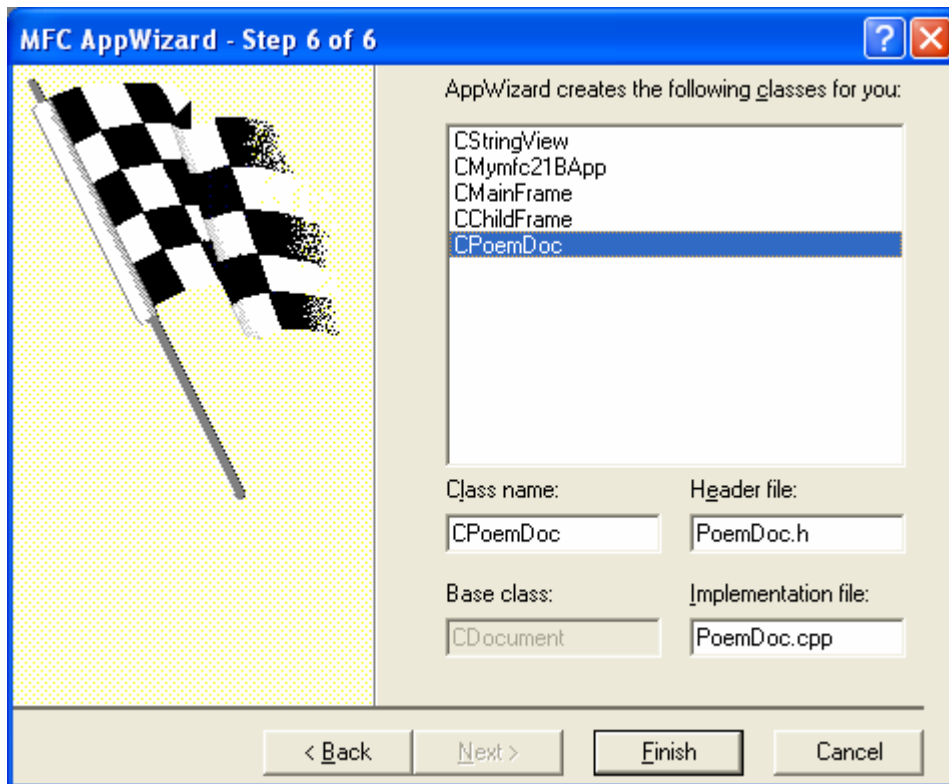 MFC AppWizard - Step 6 of 6
AppWizard creates the following classes for you:
CStringView
CMymfc21BApp
CMainFrame
CChildFrame
CPoemDoc
Class name:
Header file:
CPoemDoc
PoemDoc.h
Base class:
Implementation file:
CDocument
PoemDoc.cpp
< Back
Next >
Finish
Cancel